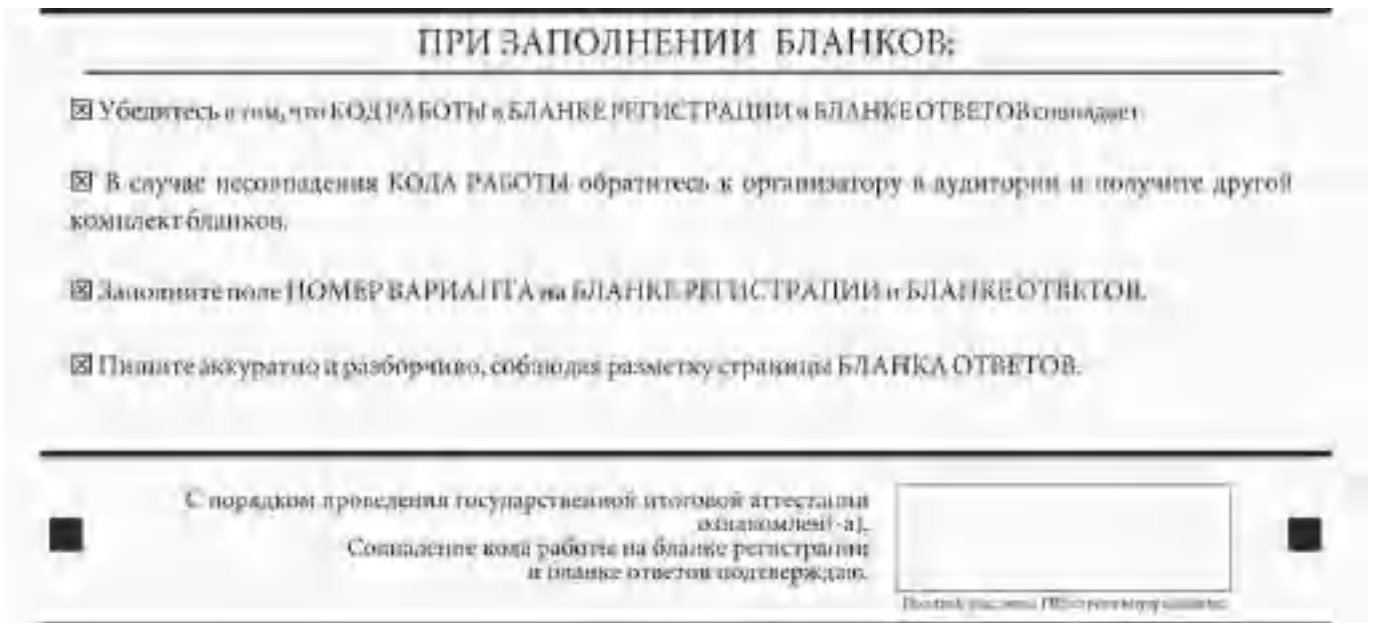 ПРИ ЗАПОЛНЕНИИ БЛАНКОВ:
Убедитесь в том, что КОД РАБОТЫ в БЛАНКЕ РЕГИСТРАЦИИ и БЛАНКЕ ОТВЕТОВ совпадает.
В случае несовпадения КОДА РАБОТЫ обратитесь к организатору в аудитории и получите другой
комплект бланков.
Заполните поле НОМЕР ВАРИАНТА на БЛАНКЕ РЕГИСТРАЦИИ и БЛАНКЕ ОТВЕТОВ.
Пишите аккуратно и разборчиво, соблюдая разметку страницы БЛАНКА ОТВЕТОВ.
С порядком проведения государственной итоговой аттестации
ознакомлен(-а).
Совпадение кода работы на бланке регистрации
и бланке ответов подтверждаю.